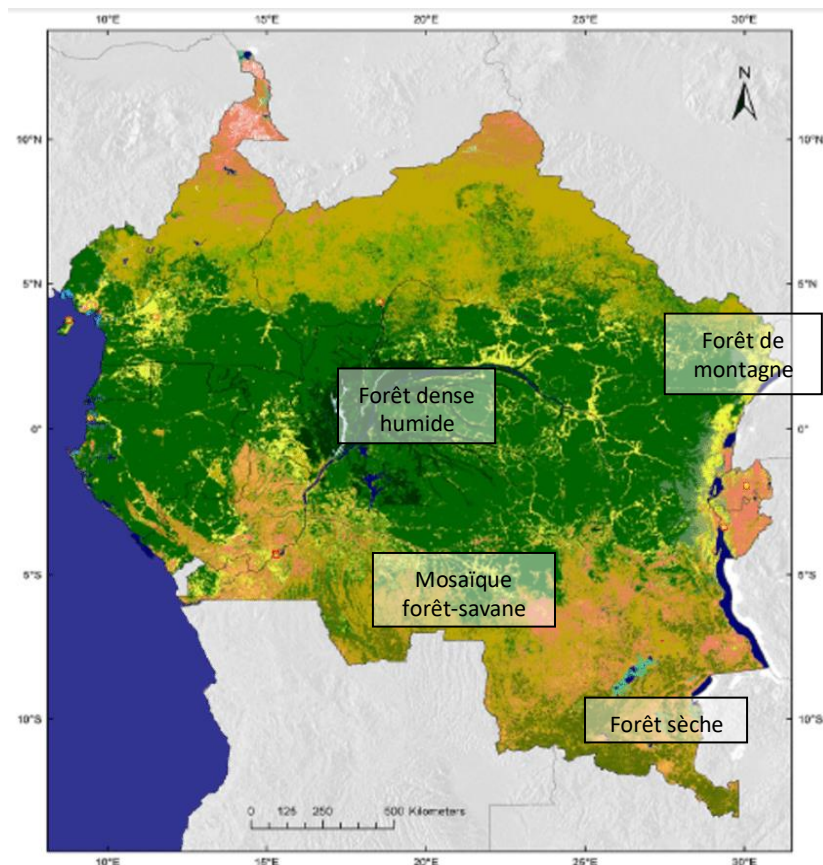 10°E 15°E 20°E 25°E 30°E
N
10°N 10°N
5°N 5°N
Forêt de
montagne
Forêt dense
humide
0° 0°
Mosaïque
forêt-savane
5°S 5°S
Forêt sèche
10°S 10°S
0 125 250 500 Kilometers
10°E 15°E 20°E 25°E 30°E